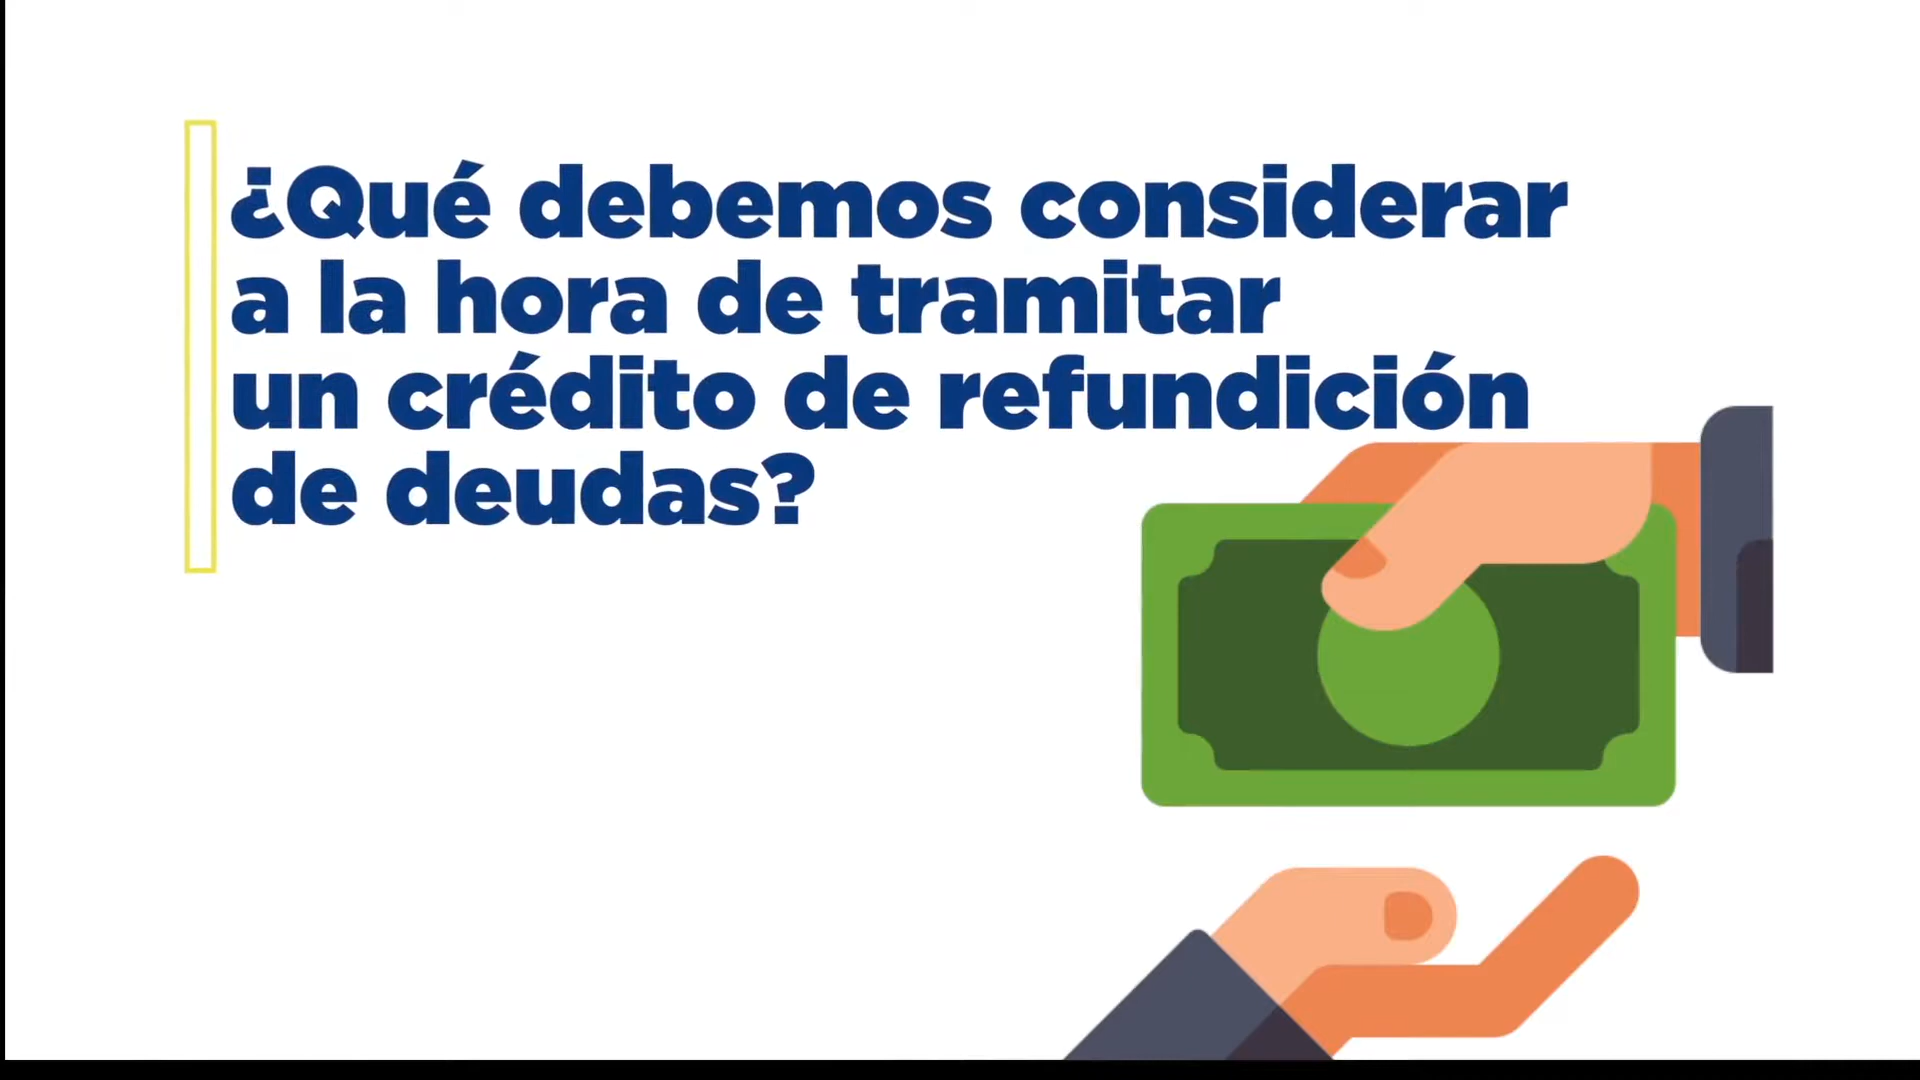 ¿Qué debemos considerar
a la hora de tramitar
un crédito de refundición
de deudas?